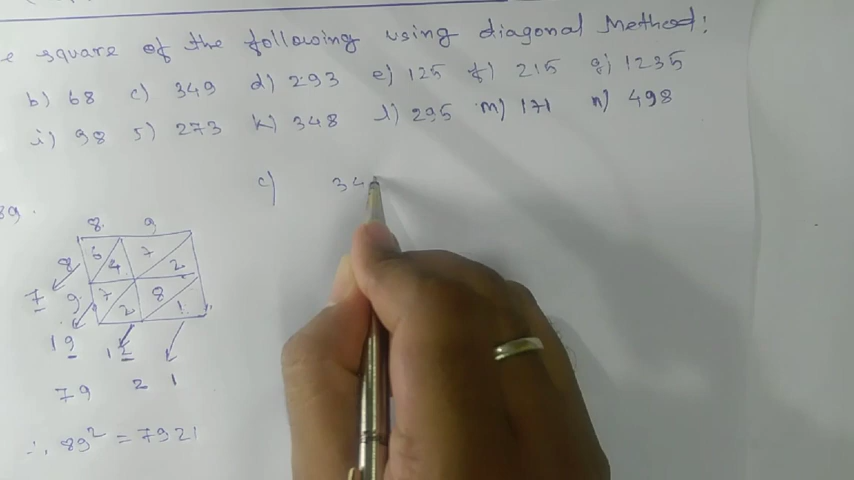 e square of the following using diagonal Method:
b) 68 c) 349 d) 293 e) 125 f) 215 g) 1235
i) 98 j) 273 k) 348 l) 295 m) 171 n) 498
c) 34
89.
8. 9
8 6 4 7 2
7 9. 7 2 8 1
19 12
79 2 1
∴ 89² = 7921